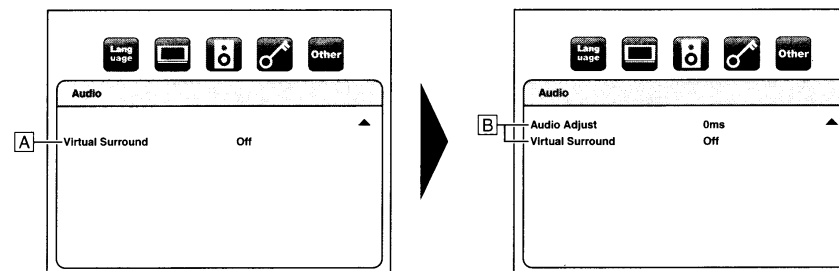 Lang
uage
Other
Audio
A
Virtual Surround Off
Lang
uage
Other
Audio
B
Audio Adjust 0ms
Virtual Surround Off